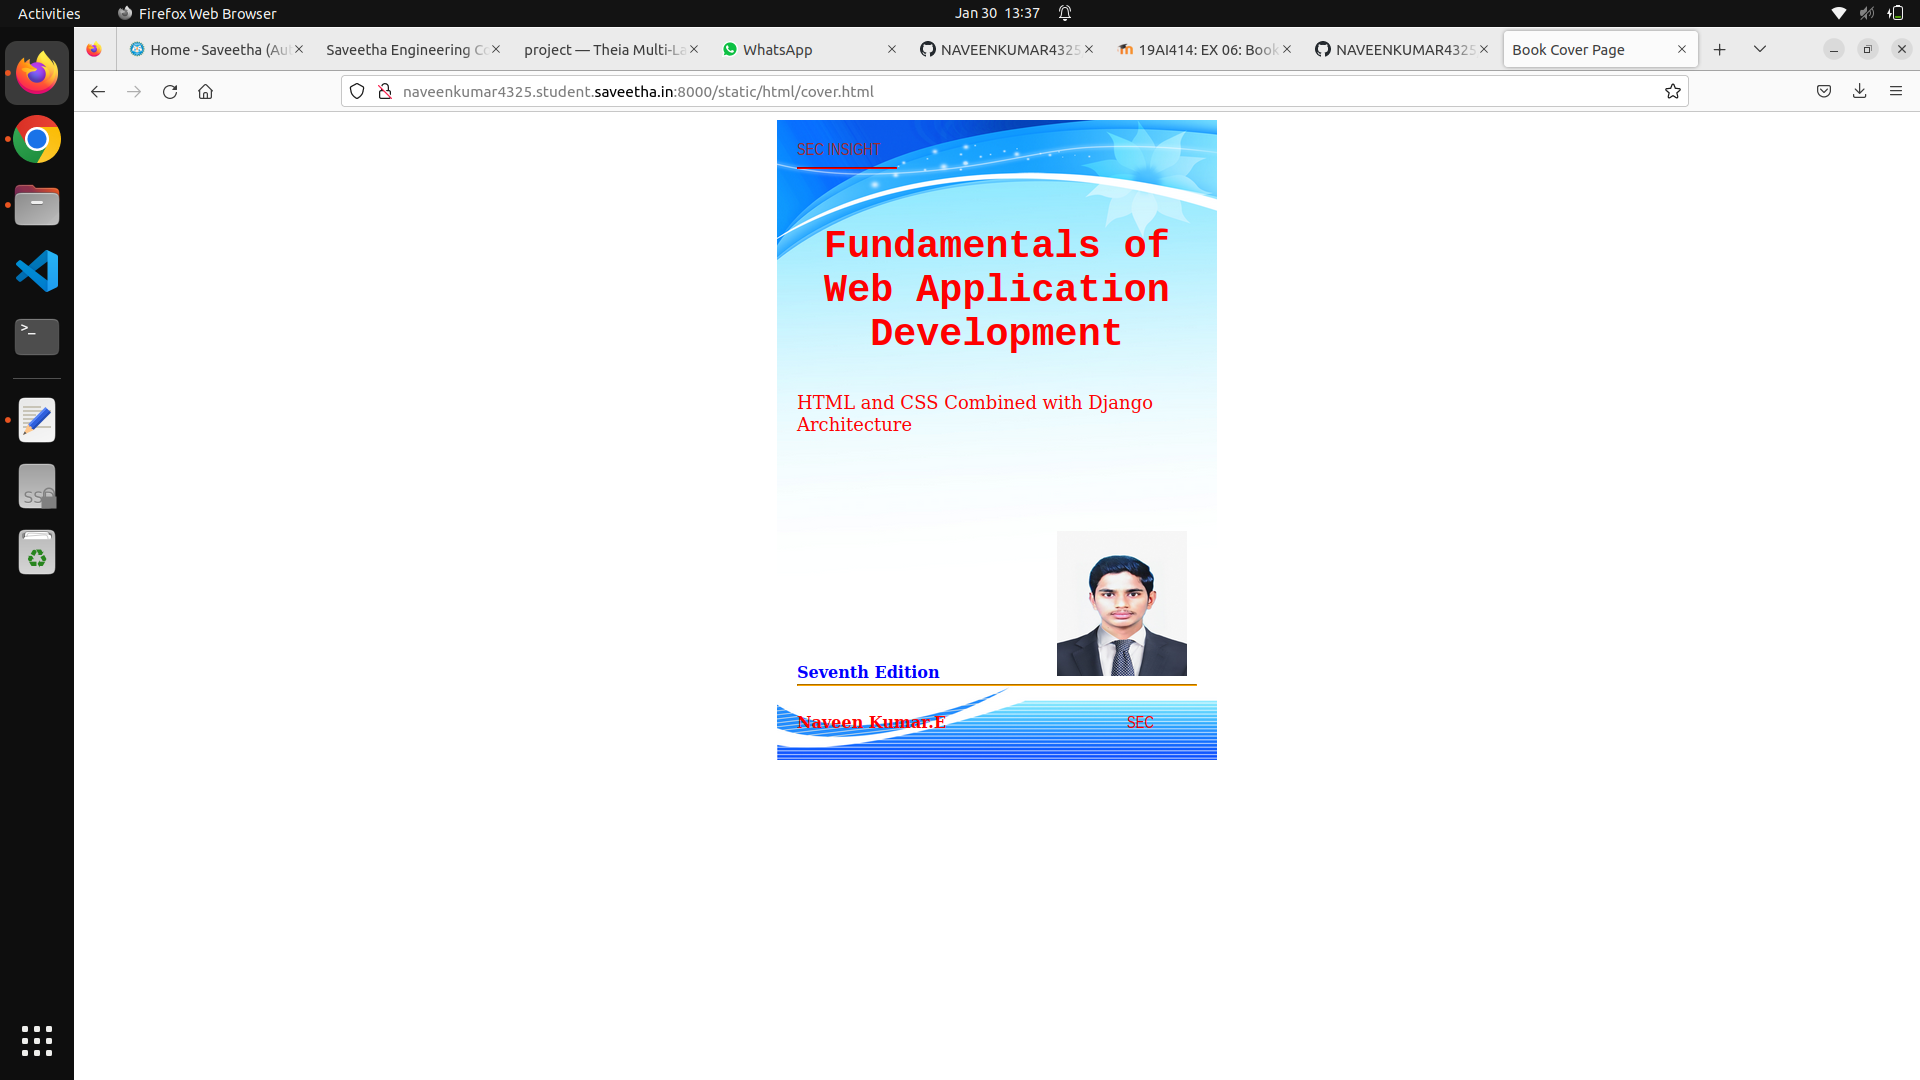 Activities
Firefox Web Browser
Jan 30 13:37
Home - Saveetha (Aut
Saveetha Engineering Co
project — Theia Multi-La
WhatsApp
NAVEENKUMAR4325
19AI414: EX 06: Book
NAVEENKUMAR4325
Book Cover Page
naveenkumar4325.student.saveetha.in:8000/static/html/cover.html
SEC INSIGHT
Fundamentals of
Web Application
Development
HTML and CSS Combined with Django
Architecture
Seventh Edition
Naveen Kumar.E
SEC
>_